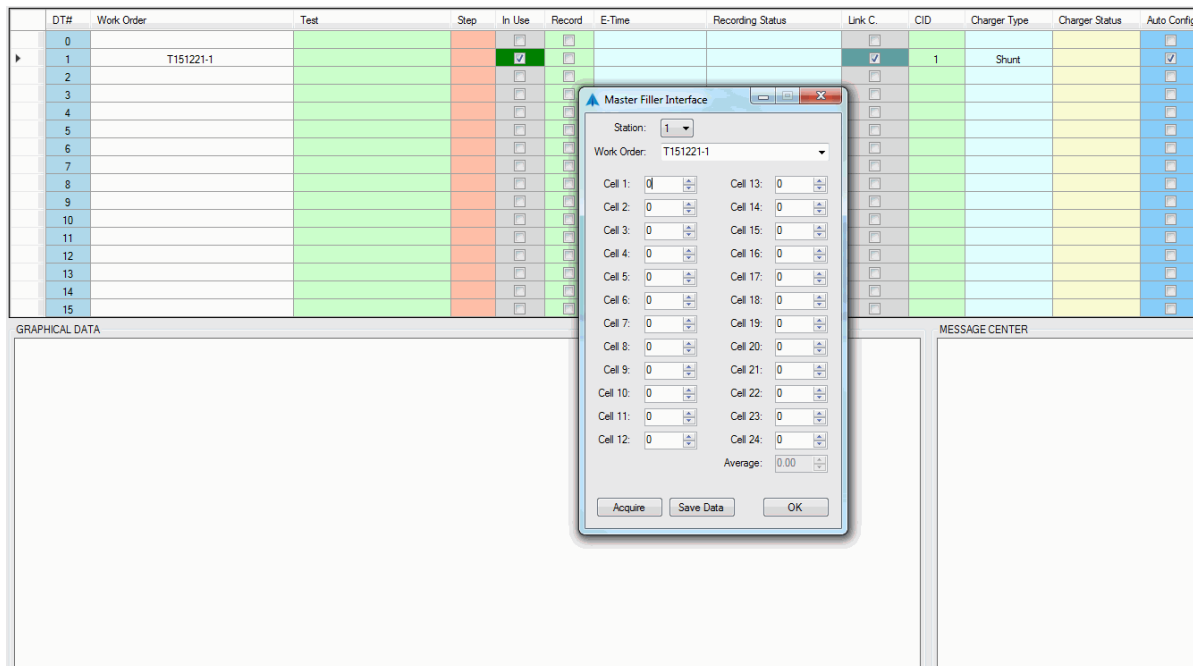 DT# Work Order Test Step In Use Record E-Time Recording Status Link C. CID Charger Type Charger Status Auto Config
0
1 T151221-1 1 Shunt
2
3
4
5
6
7
8
9
10
11
12
13
14
15
Master Filler Interface
Station: 1
Work Order: T151221-1
Cell 1: 0 Cell 13: 0
Cell 2: 0 Cell 14: 0
Cell 3: 0 Cell 15: 0
Cell 4: 0 Cell 16: 0
Cell 5: 0 Cell 17: 0
Cell 6: 0 Cell 18: 0
Cell 7: 0 Cell 19: 0
Cell 8: 0 Cell 20: 0
Cell 9: 0 Cell 21: 0
Cell 10: 0 Cell 22: 0
Cell 11: 0 Cell 23: 0
Cell 12: 0 Cell 24: 0
Average: 0.00
Acquire Save Data OK
GRAPHICAL DATA MESSAGE CENTER